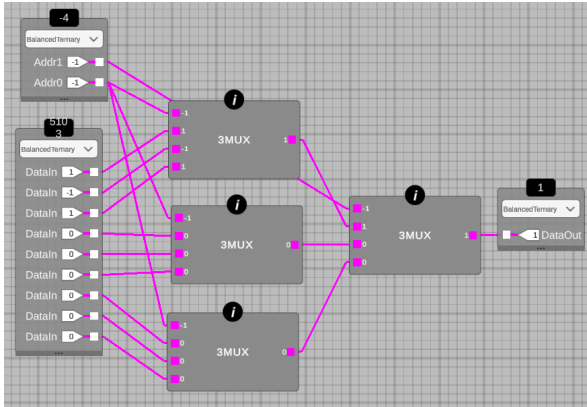 -4
BalancedTernary
Addr1 -1
Addr0 -1
...
5103
BalancedTernary
DataIn 1
DataIn -1
DataIn 1
DataIn 0
DataIn 0
DataIn 0
DataIn 0
DataIn 0
DataIn 0
...
i
3MUX
-1
1
-1
1
1
i
3MUX
-1
0
0
0
0
i
3MUX
-1
0
0
0
0
i
3MUX
-1
1
0
0
1
1
BalancedTernary
1 DataOut
...